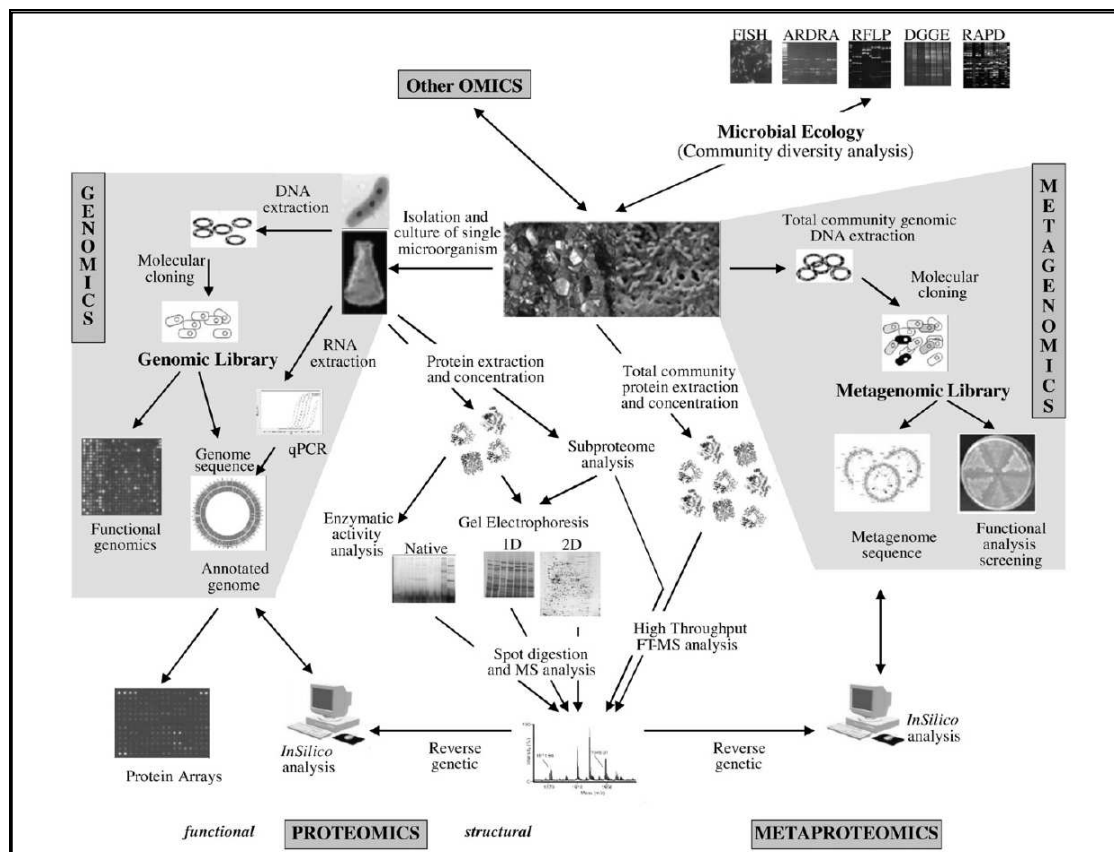 FISH ARDRA RFLP DGGE RAPD
Other OMICS
Microbial Ecology
(Community diversity analysis)
GENOMICS
METAGENOMICS
DNA
extraction
Isolation and
culture of single
microorganism
Total community genomic
DNA extraction
Molecular
cloning
Molecular
cloning
RNA
extraction
Genomic Library
Protein extraction
and concentration
Total community
protein extraction
and concentration
Metagenomic Library
qPCR
Genome
sequence
Subproteome
analysis
Functional
genomics
Enzymatic
activity
analysis
Gel Electrophoresis
Native
1D
2D
Metagenome
sequence
Functional
analysis
screening
Annotated
genome
High Throughput
FT-MS analysis
Spot digestion
and MS analysis
InSilico
analysis
InSilico
analysis
Reverse
genetic
Reverse
genetic
Protein Arrays
functional PROTEOMICS structural
METAPROTEOMICS